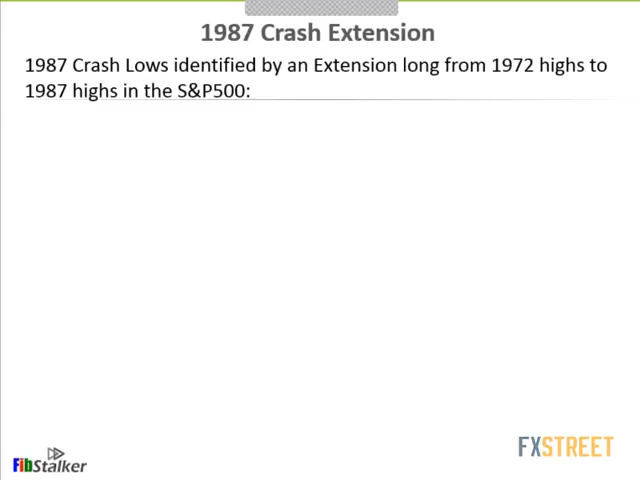 1987 Crash Extension
1987 Crash Lows identified by an Extension long from 1972 highs to
1987 highs in the S&P500:
FXSTREET
FibStalker